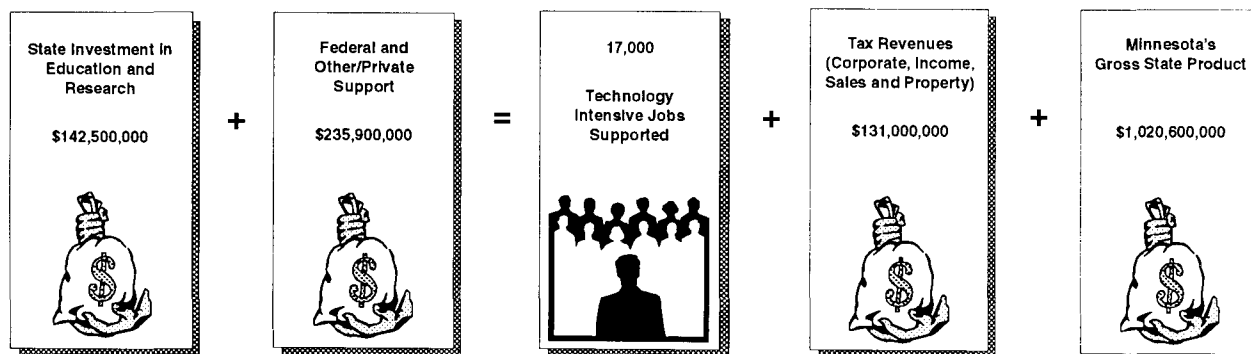 State Investment in
Education and
Research
$142,500,000
+
Federal and
Other/Private
Support
$235,900,000
=
17,000
Technology
Intensive Jobs
Supported
+
Tax Revenues
(Corporate, Income,
Sales and Property)
$131,000,000
+
Minnesota's
Gross State Product
$1,020,600,000
$
$
$
$